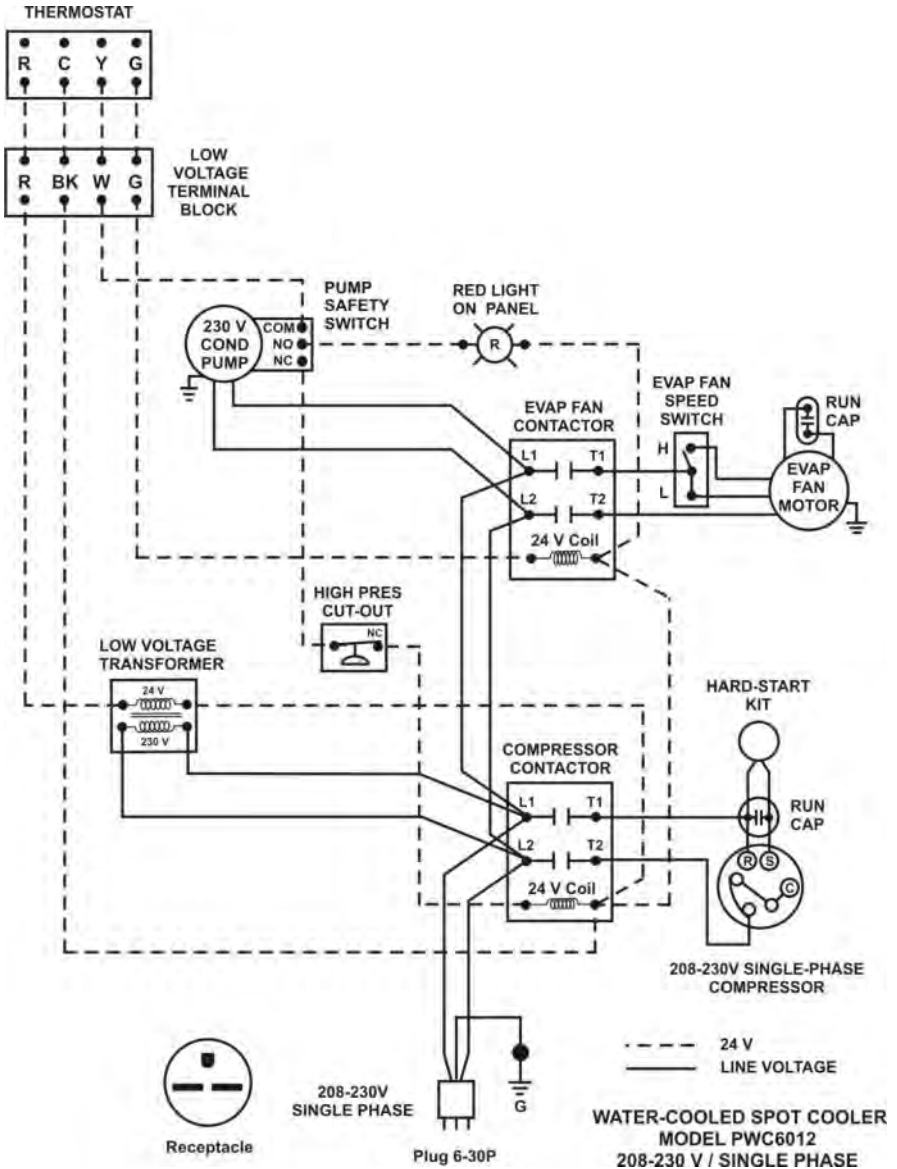 THERMOSTAT
R C Y G
R BK W G
LOW
VOLTAGE
TERMINAL
BLOCK
230 V
COND
PUMP
COM
NO
NC
PUMP
SAFETY
SWITCH
RED LIGHT
ON PANEL
R
EVAP FAN
CONTACTOR
L1 T1
L2 T2
24 V Coil
EVAP FAN
SPEED
SWITCH
H
L
RUN
CAP
EVAP
FAN
MOTOR
HIGH PRES
CUT-OUT
NC
LOW VOLTAGE
TRANSFORMER
24 V
230 V
COMPRESSOR
CONTACTOR
L1 T1
L2 T2
24 V Coil
HARD-START
KIT
RUN
CAP
R S
C
208-230V SINGLE-PHASE
COMPRESSOR
24 V
LINE VOLTAGE
G
208-230V
SINGLE PHASE
Receptacle
Plug 6-30P
WATER-COOLED SPOT COOLER
MODEL PWC6012
208-230 V / SINGLE PHASE